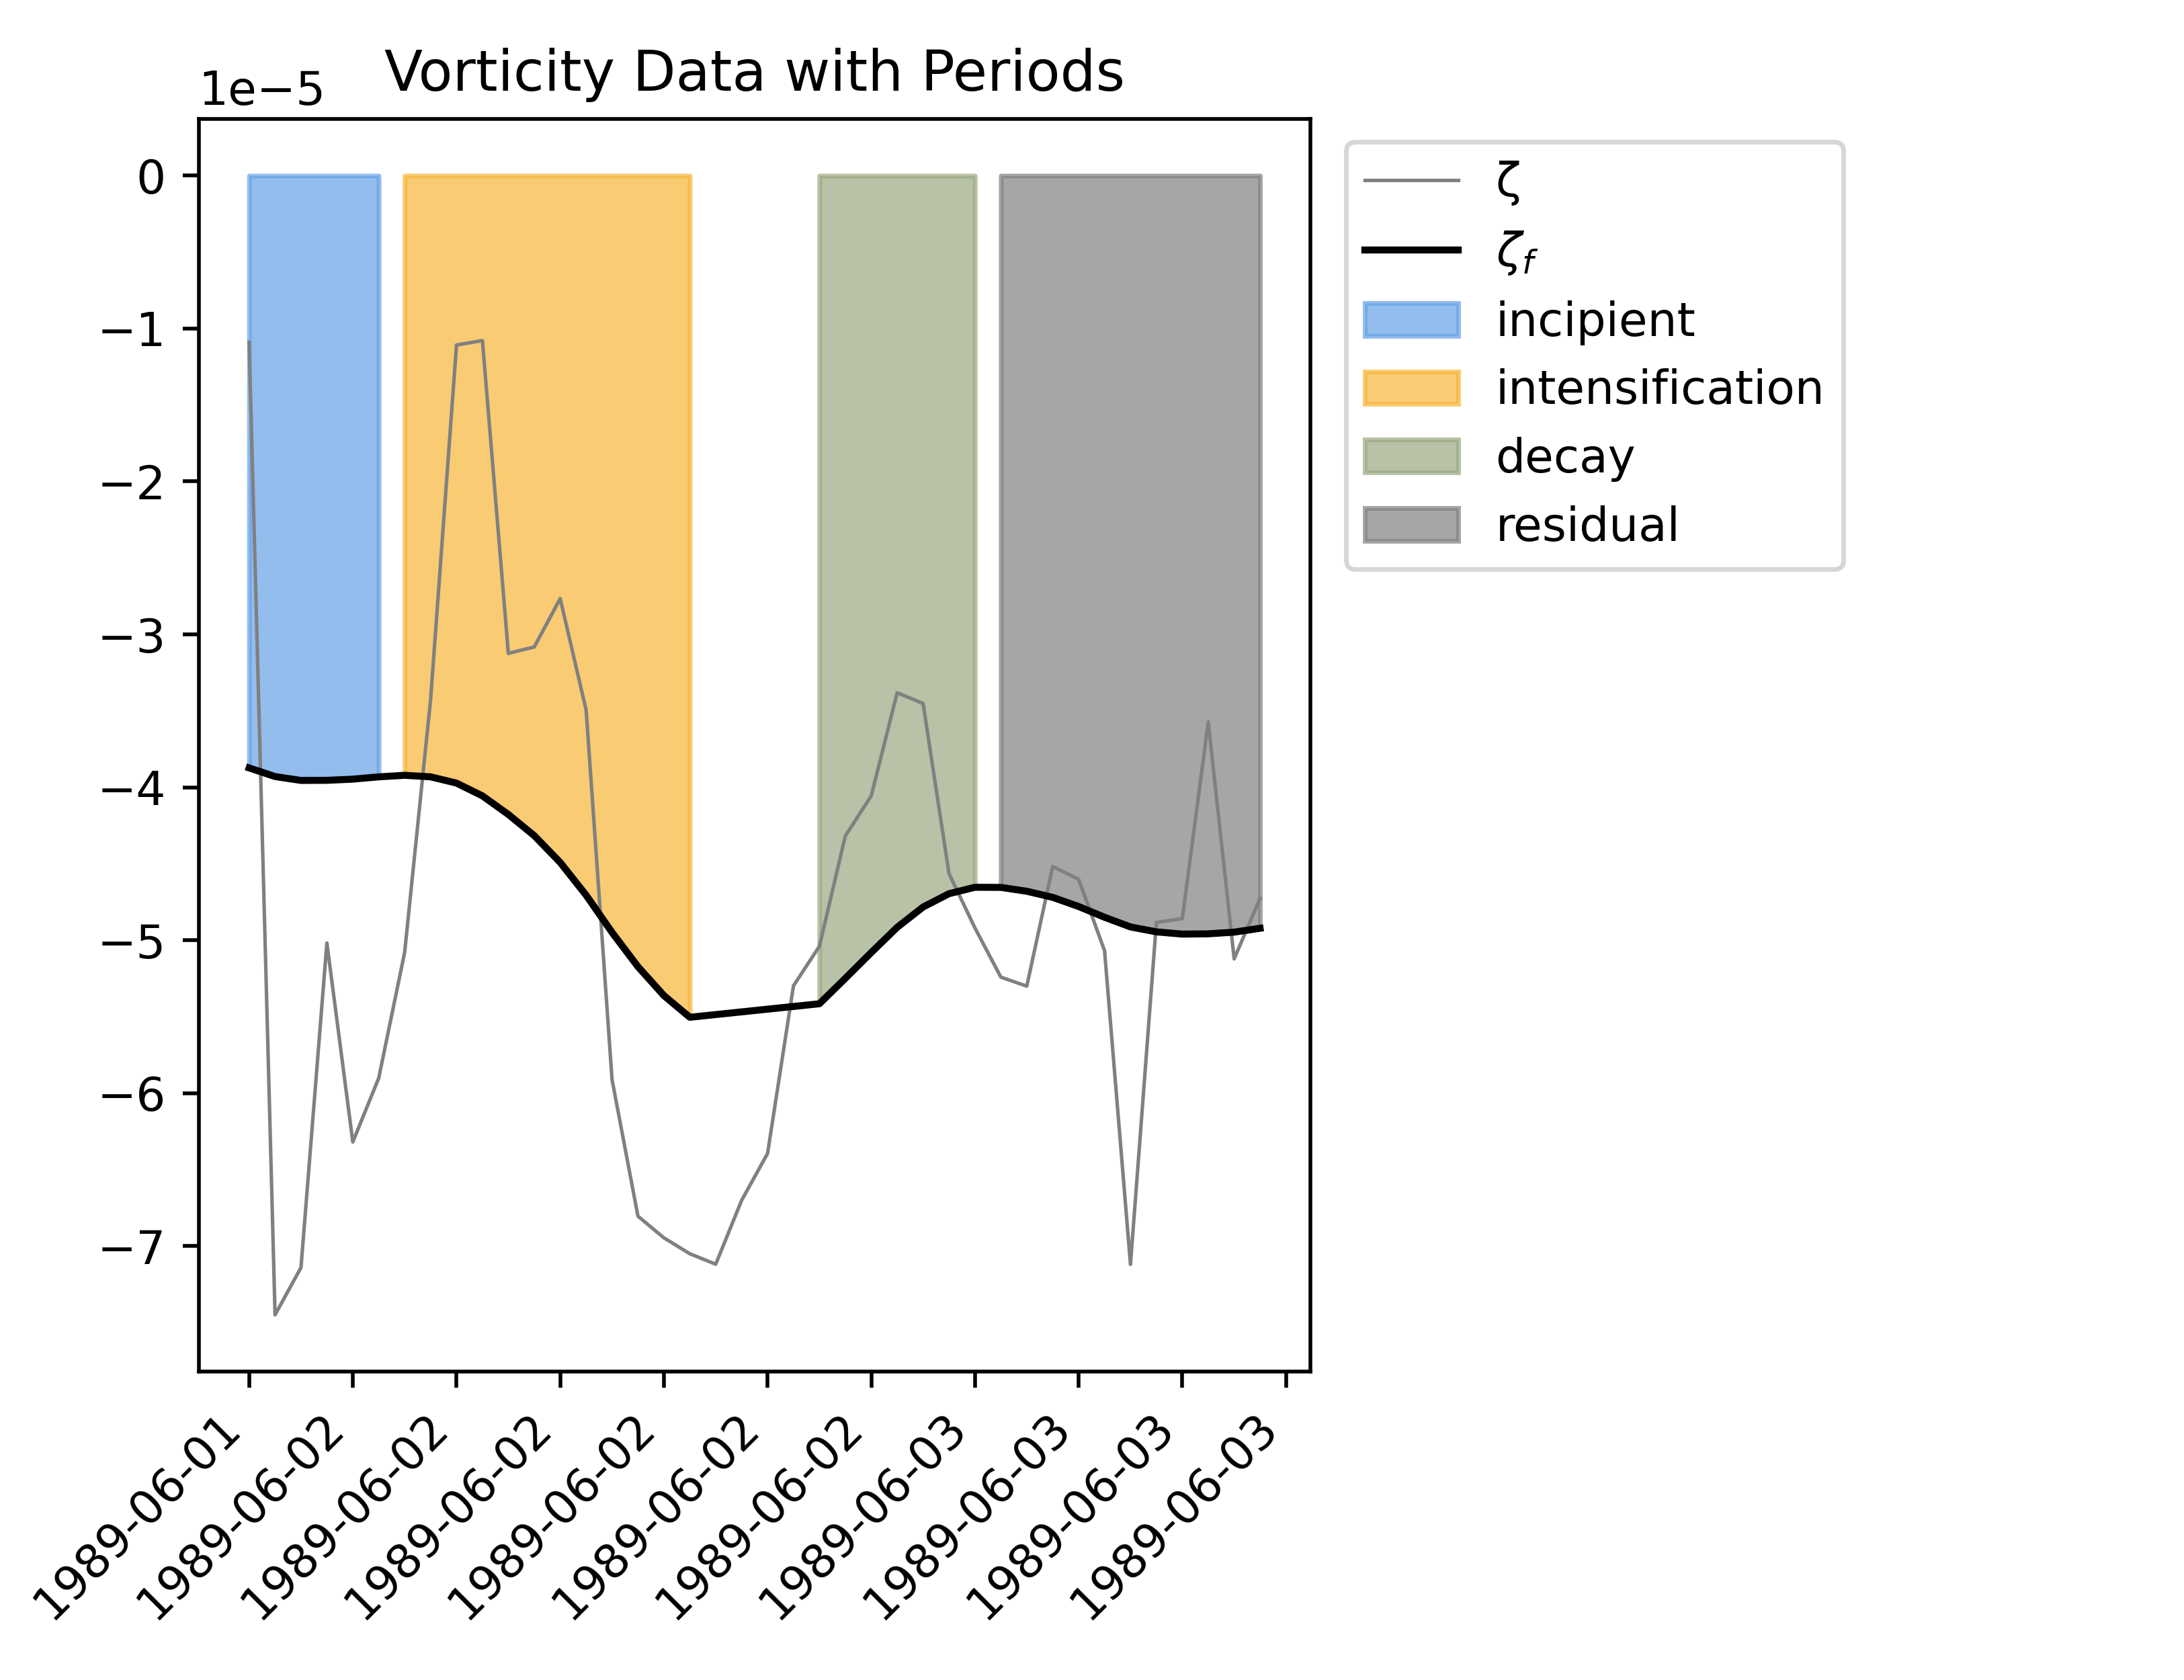 Vorticity Data with Periods
1e−5
0
−1
−2
−3
−4
−5
−6
−7
1989-06-01
1989-06-02
1989-06-02
1989-06-02
1989-06-02
1989-06-02
1989-06-02
1989-06-03
1989-06-03
1989-06-03
1989-06-03
ζ
ζf
incipient
intensification
decay
residual